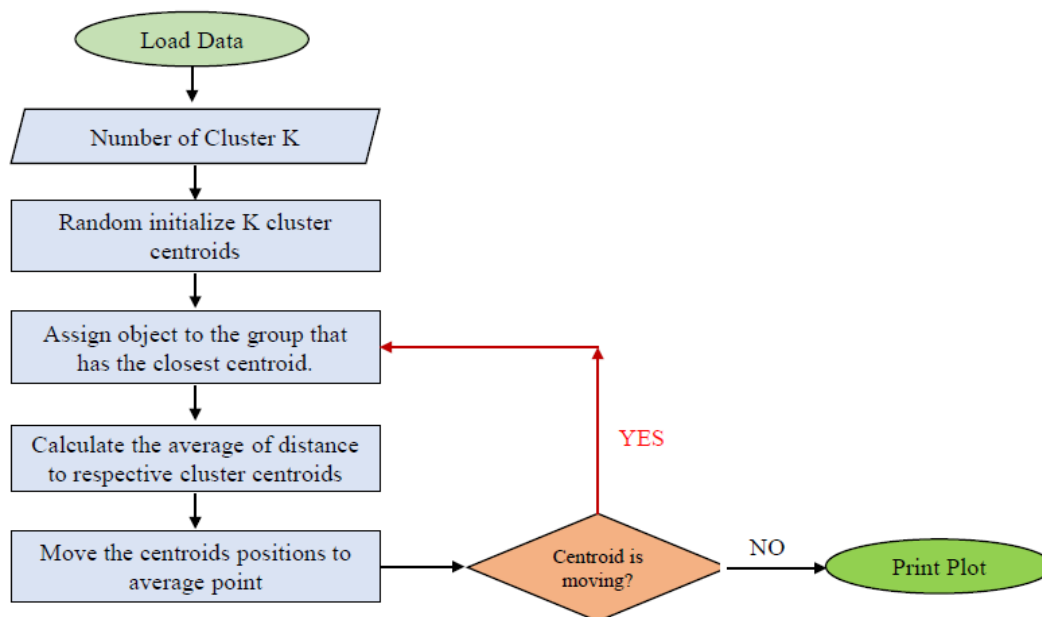 Load Data
Number of Cluster K
Random initialize K cluster
centroids
Assign object to the group that
has the closest centroid.
Calculate the average of distance
to respective cluster centroids
Move the centroids positions to
average point
Centroid is
moving?
YES
NO
Print Plot